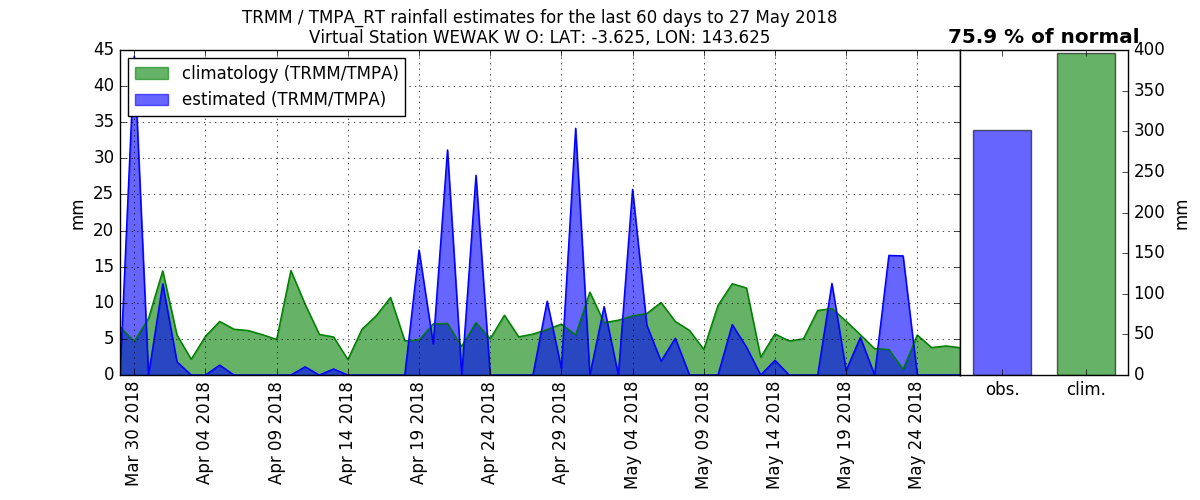 TRMM / TMPA_RT rainfall estimates for the last 60 days to 27 May 2018
Virtual Station WEWAK W O: LAT: -3.625, LON: 143.625
75.9 % of normal
climatology (TRMM/TMPA)
estimated (TRMM/TMPA)
mm
45
40
35
30
25
20
15
10
5
0
Mar 30 2018
Apr 04 2018
Apr 09 2018
Apr 14 2018
Apr 19 2018
Apr 24 2018
Apr 29 2018
May 04 2018
May 09 2018
May 14 2018
May 19 2018
May 24 2018
obs.
clim.
400
350
300
250
200
150
100
50
0
mm